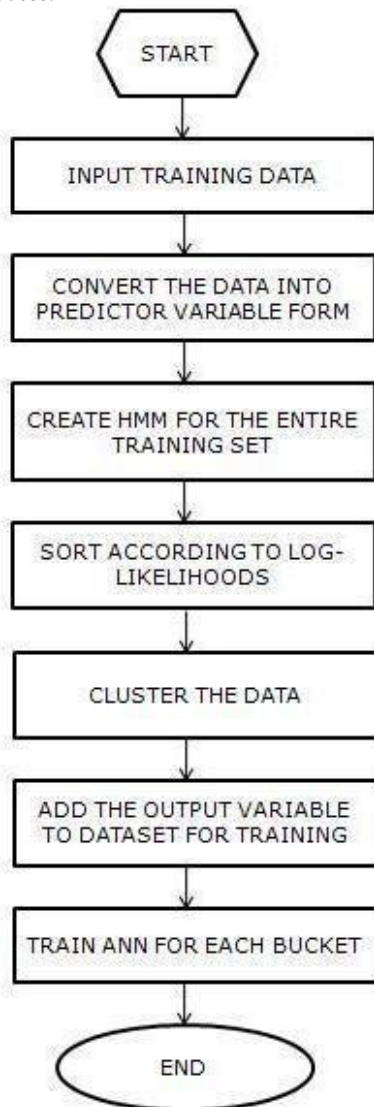 START
INPUT TRAINING DATA
CONVERT THE DATA INTO
PREDICTOR VARIABLE FORM
CREATE HMM FOR THE ENTIRE
TRAINING SET
SORT ACCORDING TO LOG-
LIKELIHOODS
CLUSTER THE DATA
ADD THE OUTPUT VARIABLE
TO DATASET FOR TRAINING
TRAIN ANN FOR EACH BUCKET
END